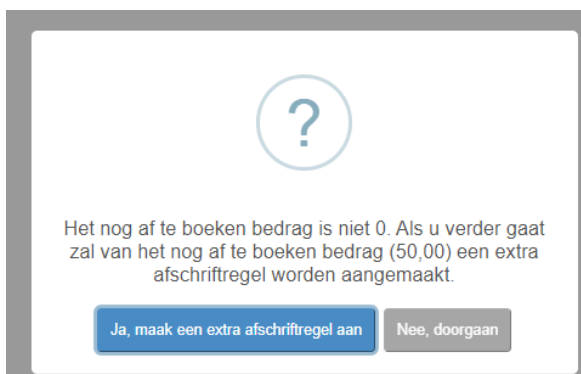 ?
Het nog af te boeken bedrag is niet 0. Als u verder gaat
zal van het nog af te boeken bedrag (50,00) een extra
afschriftregel worden aangemaakt.
Ja, maak een extra afschriftregel aan
Nee, doorgaan